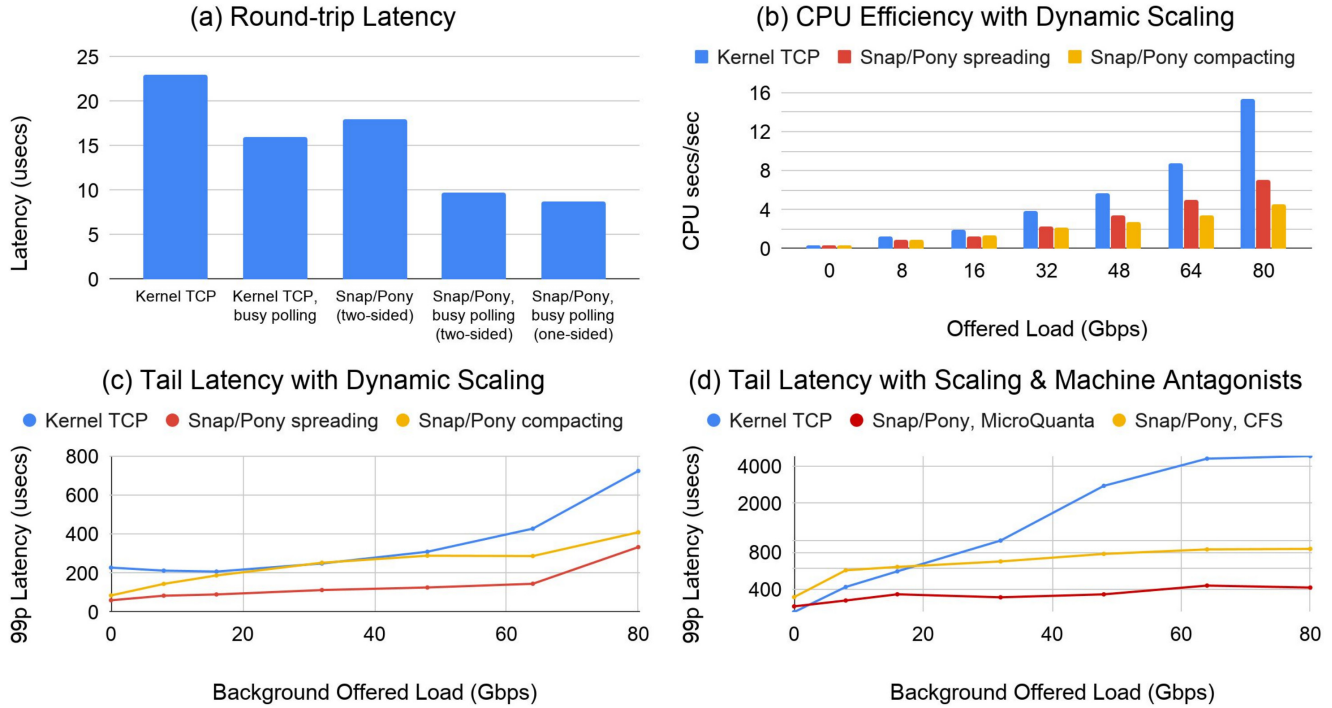 (a) Round-trip Latency
Latency (usecs)
25
20
15
10
5
0
Kernel TCP
Kernel TCP,
busy polling
Snap/Pony
(two-sided)
Snap/Pony,
busy polling
(two-sided)
Snap/Pony,
busy polling
(one-sided)
(b) CPU Efficiency with Dynamic Scaling
Kernel TCP Snap/Pony spreading Snap/Pony compacting
CPU secs/sec
16
12
8
4
0
0 8 16 32 48 64 80
Offered Load (Gbps)
(c) Tail Latency with Dynamic Scaling
Kernel TCP Snap/Pony spreading Snap/Pony compacting
99p Latency (usecs)
800
600
400
200
0
0 20 40 60 80
Background Offered Load (Gbps)
(d) Tail Latency with Scaling & Machine Antagonists
Kernel TCP Snap/Pony, MicroQuanta Snap/Pony, CFS
99p Latency (usecs)
4000
2000
800
400
0 20 40 60 80
Background Offered Load (Gbps)